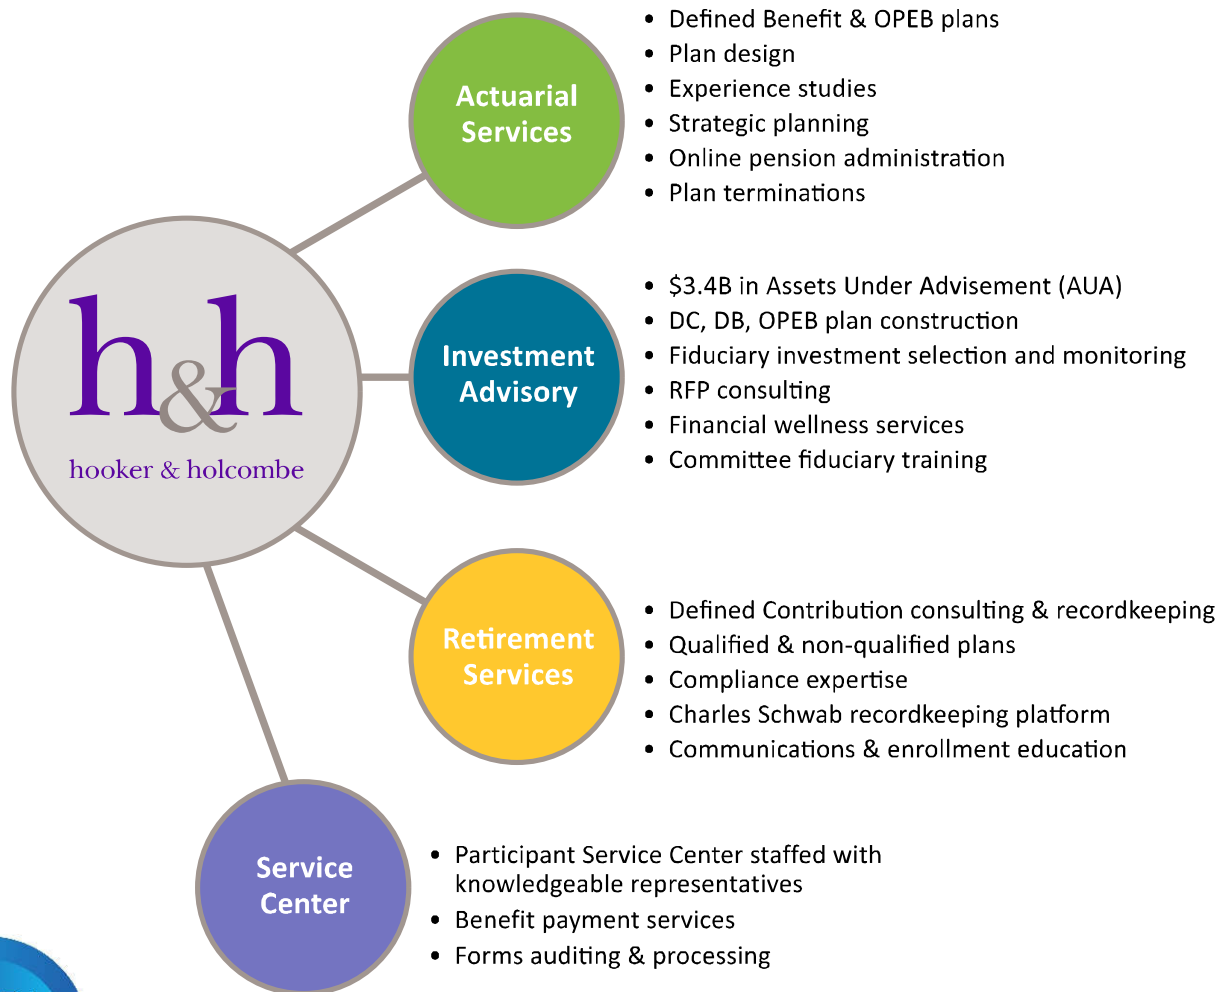 h&h
hooker & holcombe
Actuarial
Services
• Defined Benefit & OPEB plans
• Plan design
• Experience studies
• Strategic planning
• Online pension administration
• Plan terminations
Investment
Advisory
• $3.4B in Assets Under Advisement (AUA)
• DC, DB, OPEB plan construction
• Fiduciary investment selection and monitoring
• RFP consulting
• Financial wellness services
• Committee fiduciary training
Retirement
Services
• Defined Contribution consulting & recordkeeping
• Qualified & non-qualified plans
• Compliance expertise
• Charles Schwab recordkeeping platform
• Communications & enrollment education
Service
Center
• Participant Service Center staffed with
knowledgeable representatives
• Benefit payment services
• Forms auditing & processing